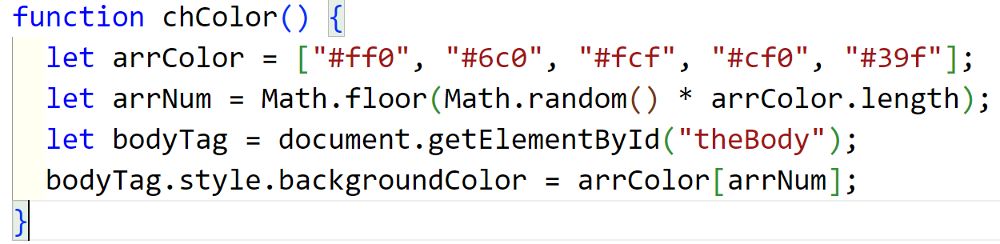 function chColor() {
  let arrColor = ["#ff0", "#6c0", "#fcf", "#cf0", "#39f"];
  let arrNum = Math.floor(Math.random() * arrColor.length);
  let bodyTag = document.getElementById("theBody");
  bodyTag.style.backgroundColor = arrColor[arrNum];
}